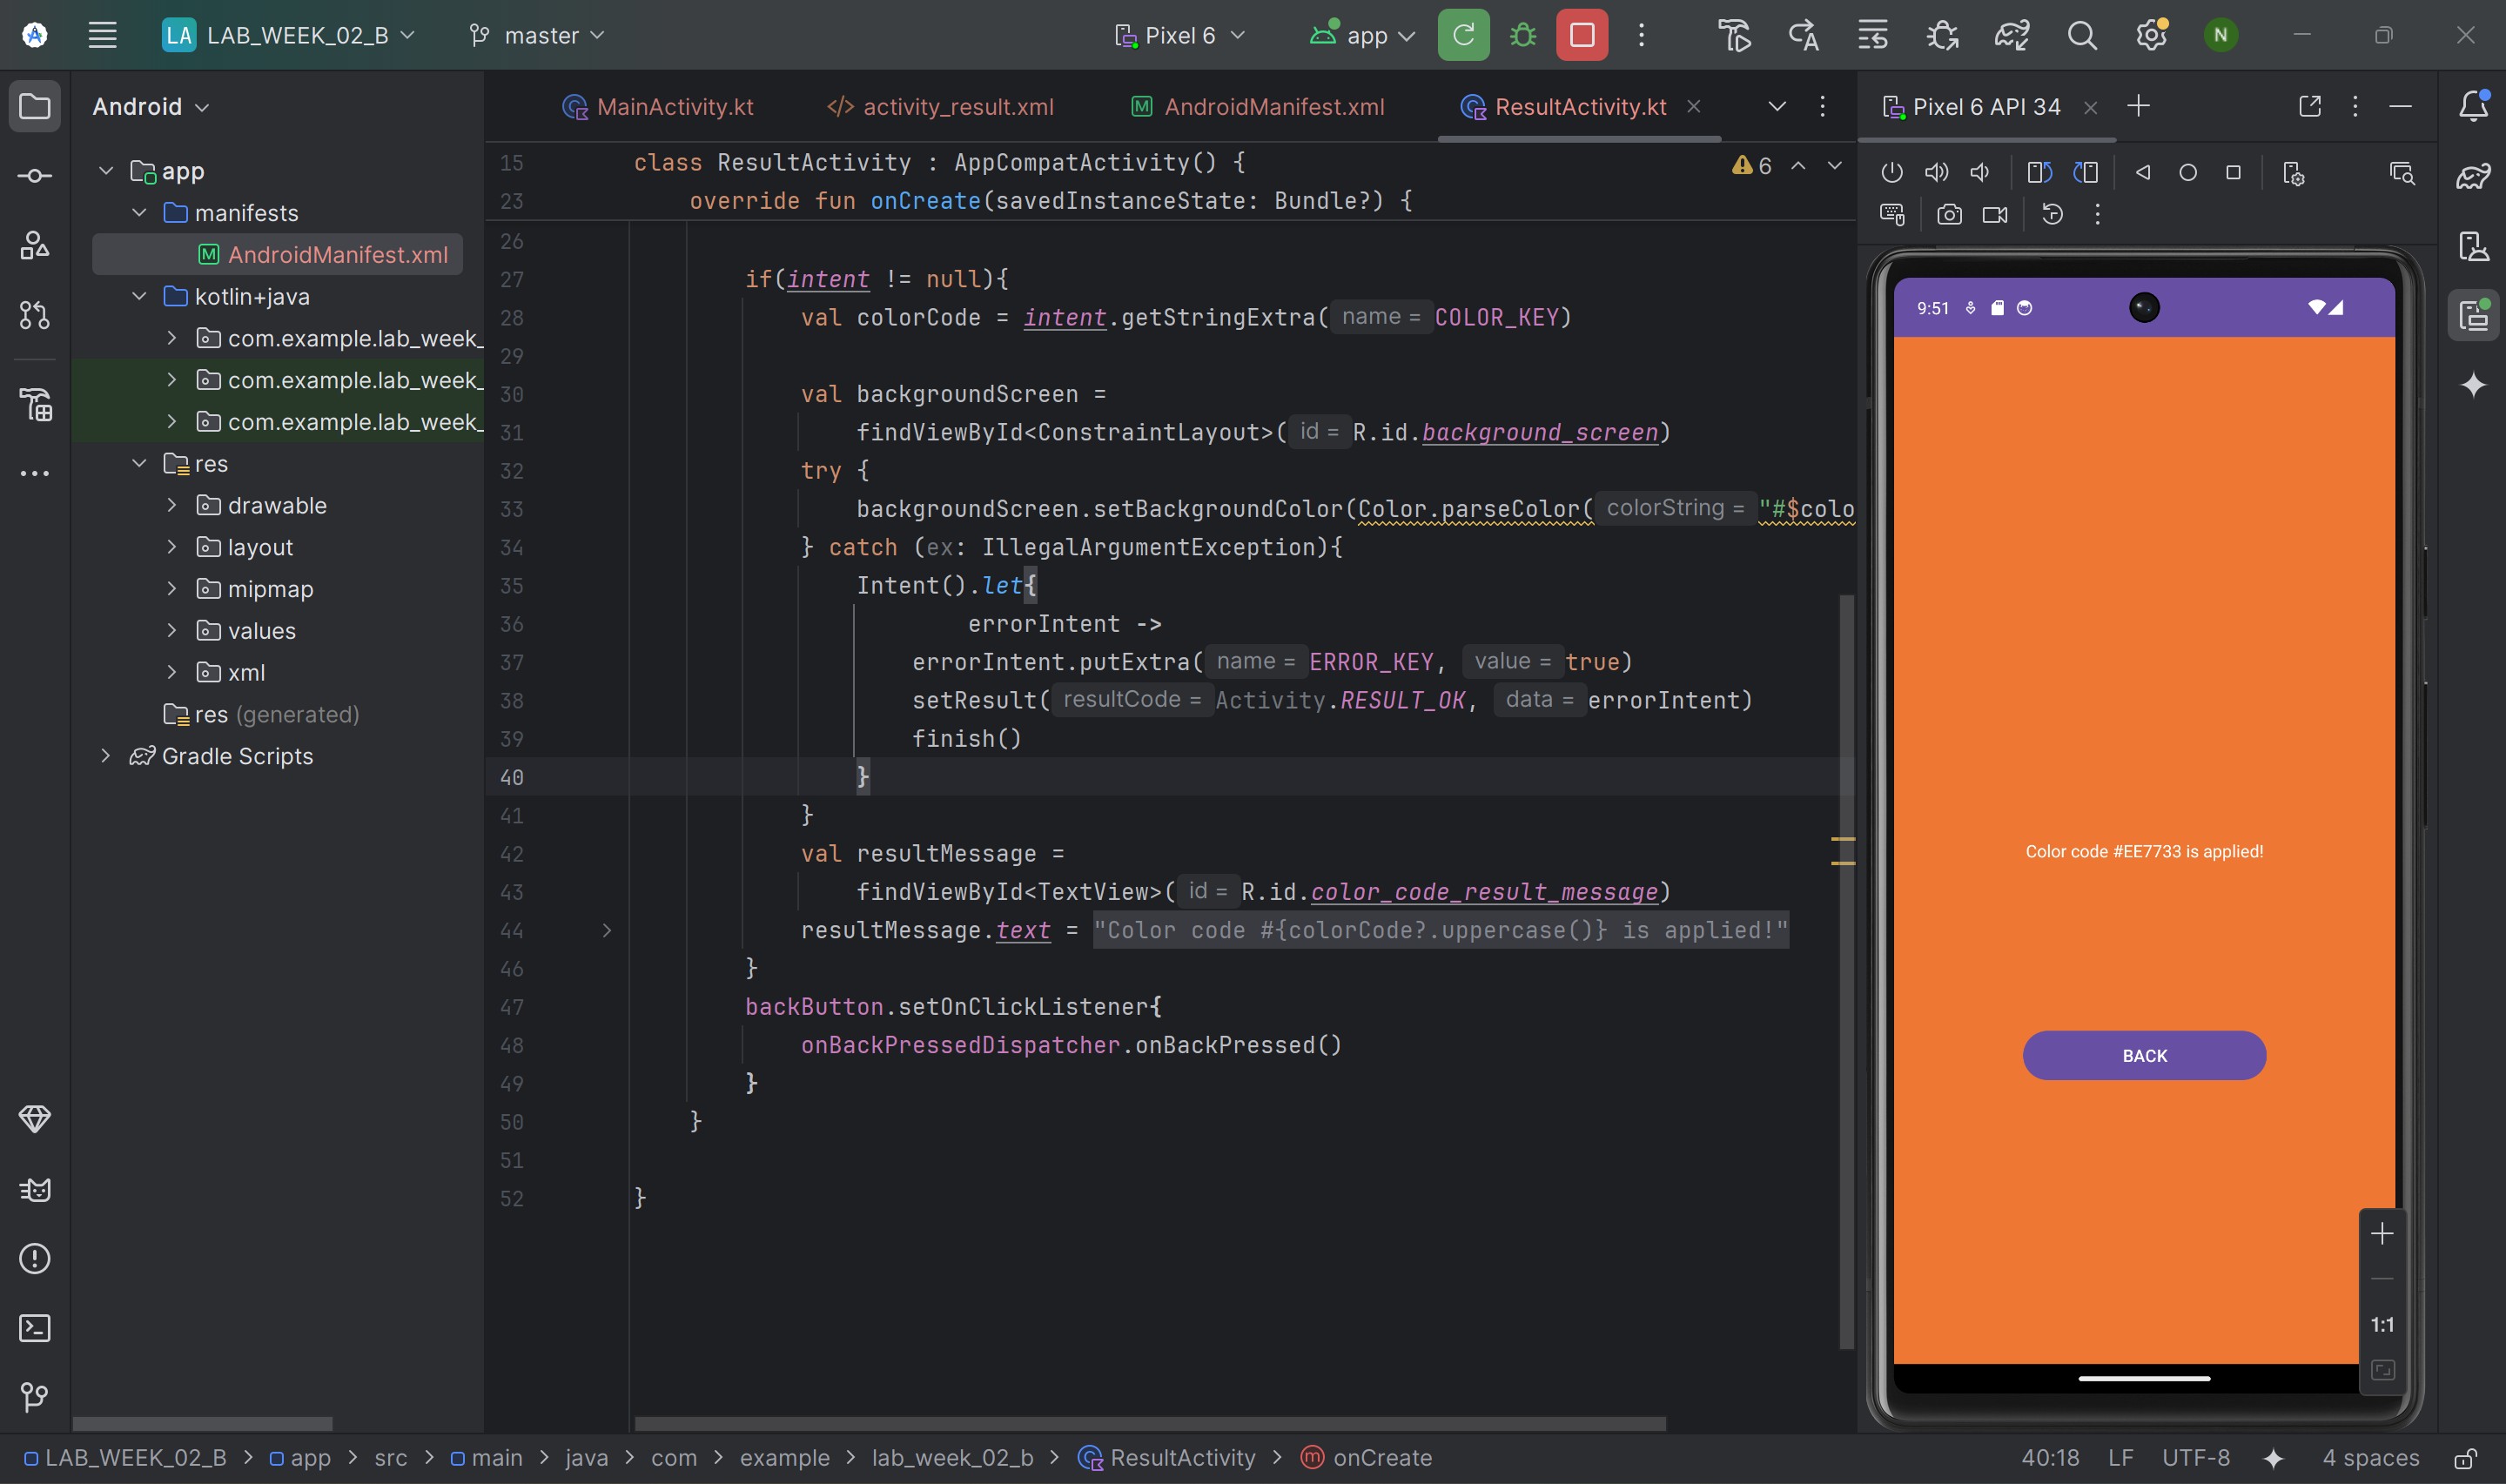 LA LAB_WEEK_02_B master Pixel 6 app N
Android
app
manifests
AndroidManifest.xml
kotlin+java
com.example.lab_week_
com.example.lab_week_
com.example.lab_week_
res
drawable
layout
mipmap
values
xml
res (generated)
Gradle Scripts
MainActivity.kt activity_result.xml AndroidManifest.xml ResultActivity.kt
6
15 class ResultActivity : AppCompatActivity() {
23 override fun onCreate(savedInstanceState: Bundle?) {
26
27 if(intent != null){
28 val colorCode = intent.getStringExtra( name = COLOR_KEY)
29
30 val backgroundScreen =
31 findViewById<ConstraintLayout>( id = R.id.background_screen)
32 try {
33 backgroundScreen.setBackgroundColor(Color.parseColor( colorString = "#$colo
34 } catch (ex: IllegalArgumentException){
35 Intent().let{
36 errorIntent ->
37 errorIntent.putExtra( name = ERROR_KEY, value = true)
38 setResult( resultCode = Activity.RESULT_OK, data = errorIntent)
39 finish()
40 }
41 }
42 val resultMessage =
43 findViewById<TextView>( id = R.id.color_code_result_message)
44 resultMessage.text = "Color code #{colorCode?.uppercase()} is applied!"
46 }
47 backButton.setOnClickListener{
48 onBackPressedDispatcher.onBackPressed()
49 }
50 }
51
52 }
Pixel 6 API 34
9:51
Color code #EE7733 is applied!
BACK
1:1
LAB_WEEK_02_B > app > src > main > java > com > example > lab_week_02_b > ResultActivity > onCreate
40:18 LF UTF-8 4 spaces